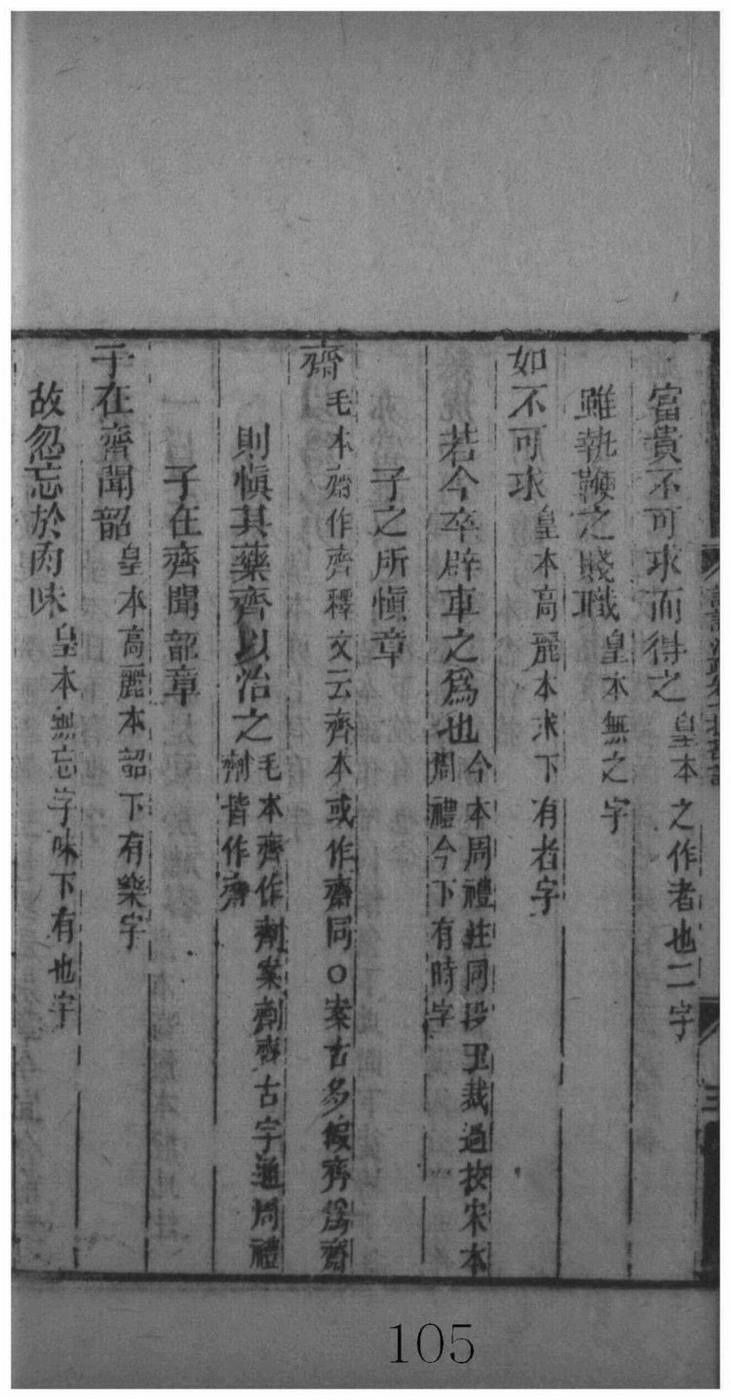 富貴不可求而得之皇本之作者也二字
雖執鞭之賤職皇本無之字
如不可求皇本高麗本求下有者字
若今卒辟車之爲也今本周禮註同段玉裁過挍宋本
周禮今下有時字
子之所愼章
齋毛本齋作齊釋文云齊本或作齋同○案古多假齊爲齋
則愼其藥齊以治之毛本齊作劑案劑齊古字通周禮
劑皆作齊
子在齊聞韶章
子在齊聞韶皇本高麗本韶下有樂字
故忽忘於肉味皇本無忘字味下有也字
三
105